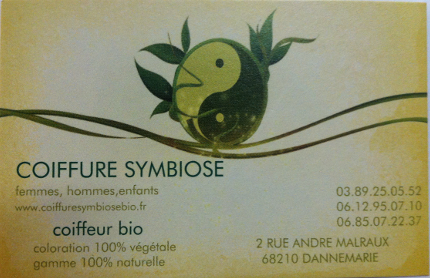 COIFFURE SYMBIOSE
femmes, hommes,enfants
www.coiffuresymbiosebio.fr
coiffeur bio
coloration 100% végétale
gamme 100% naturelle
03.89.25.05.52
06.12.95.07.10
06.85.07.22.37
2 RUE ANDRE MALRAUX
68210 DANNEMARIE